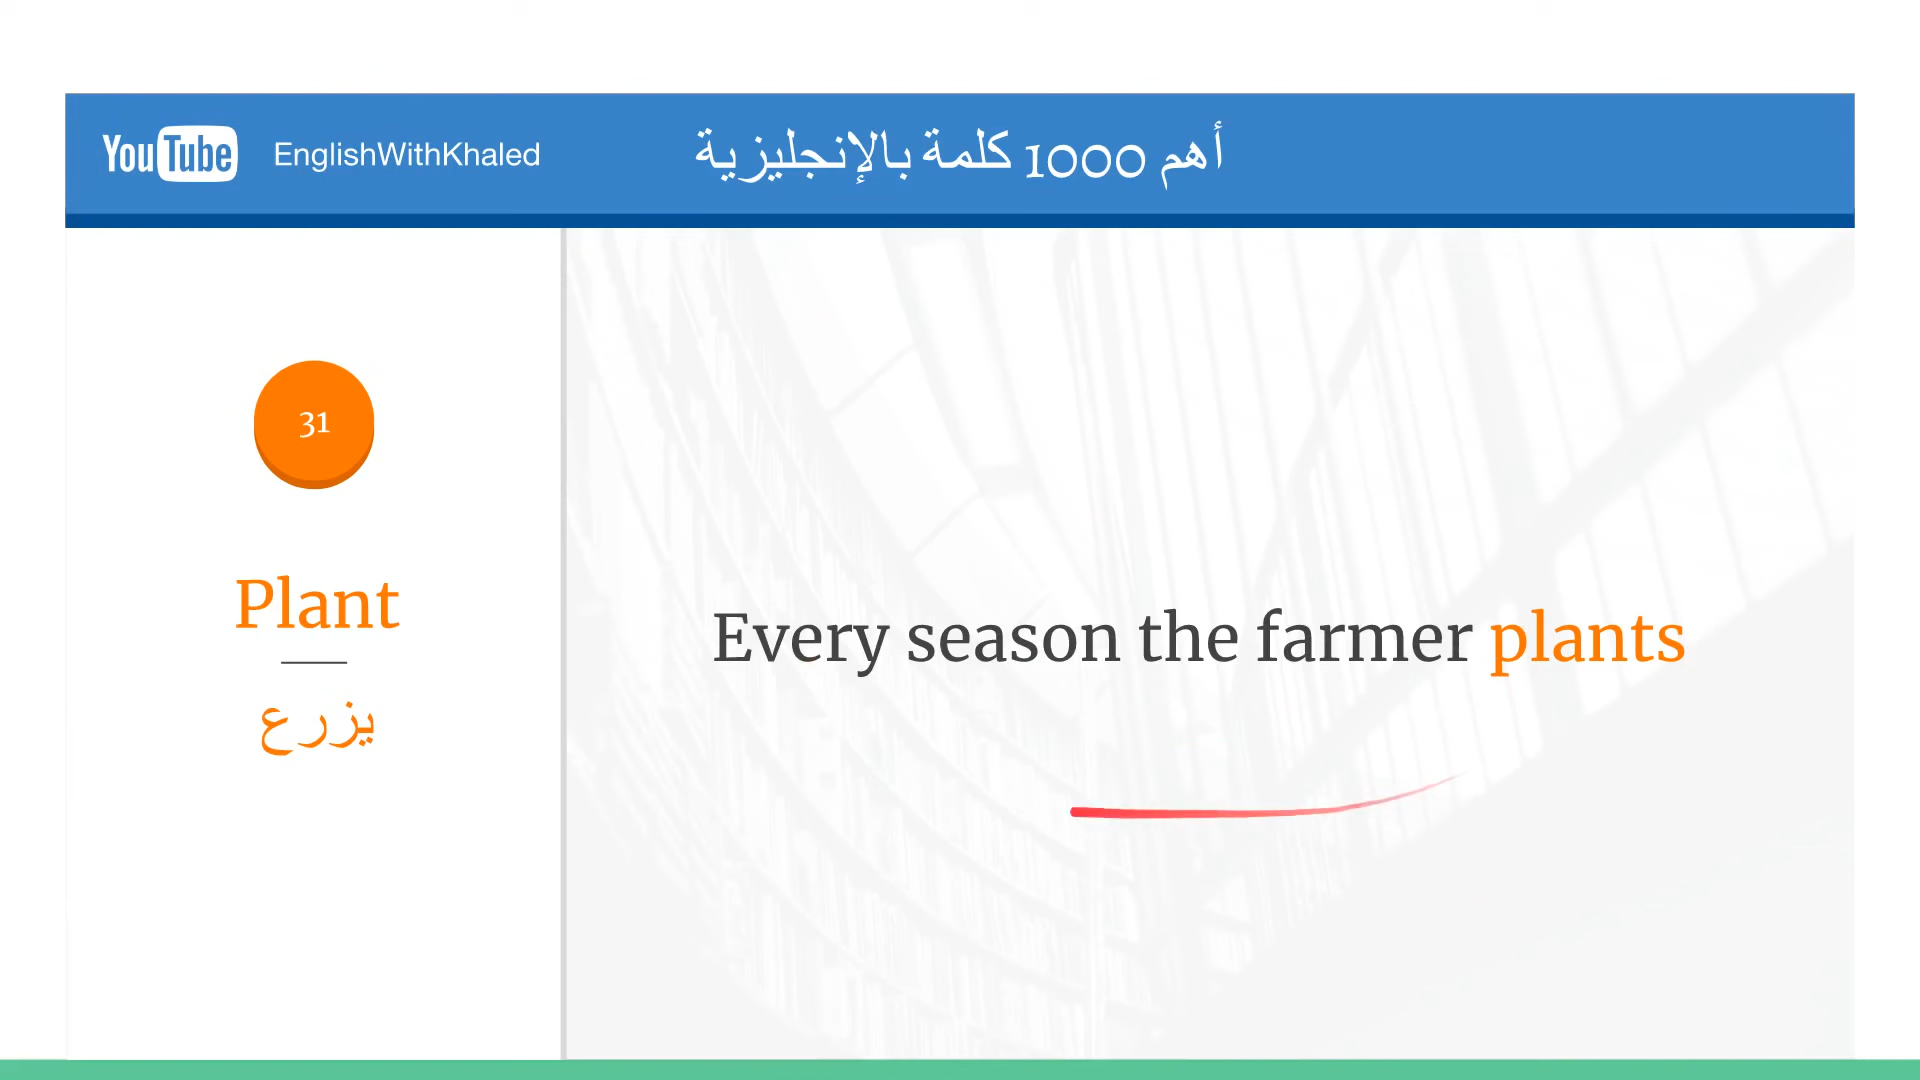 YouTube EnglishWithKhaled
أهم 1000 كلمة بالإنجليزية
31
Plant
يزرع
Every season the farmer plants